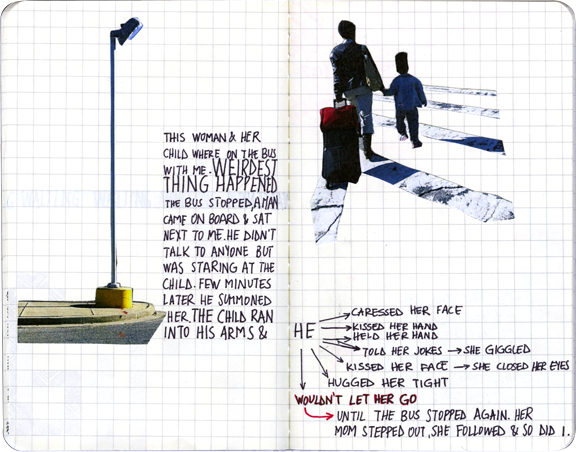 THIS WOMAN & HER
CHILD WHERE ON THE BUS
WITH ME. WEIRDEST
THING HAPPENED
THE BUS STOPPED, A MAN
CAME ON BOARD & SAT
NEXT TO ME. HE DIDN'T
TALK TO ANYONE BUT
WAS STARING AT THE
CHILD. FEW MINUTES
LATER HE SUMMONED
HER. THE CHILD RAN
INTO HIS ARMS &
HE
CARESSED HER FACE
KISSED HER HAND
HELD HER HAND
TOLD HER JOKES → SHE GIGGLED
KISSED HER FACE → SHE CLOSED HER EYES
HUGGED HER TIGHT
WOULDN'T LET HER GO
UNTIL THE BUS STOPPED AGAIN. HER
MOM STEPPED OUT, SHE FOLLOWED & SO DID I.